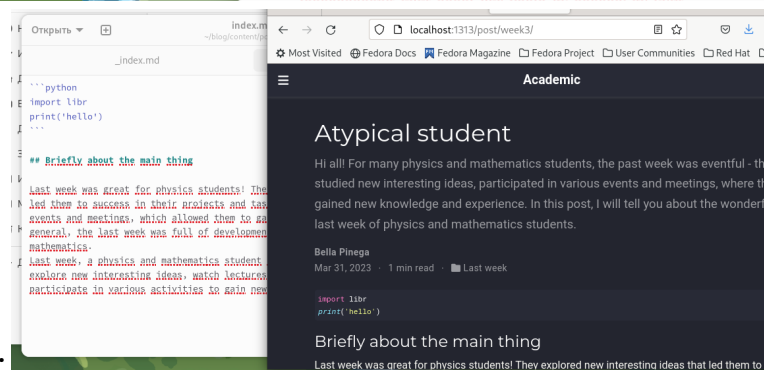 Открыть
index.m
~/blog/content/po
_index.md
```python
import libr
print('hello')
```
## Briefly about the main thing
Last week was great for physics students! The
led them to success in their projects and tas
events and meetings, which allowed them to ga
general, the last was full of developmen
mathematics.
Last week, a physics and mathematics student
explore new interesting ideas, watch lectures
participate in various activities to gain new
localhost:1313/post/week3/
Most Visited Fedora Docs Fedora Magazine Fedora Project User Communities Red Hat
Academic
Atypical student
Hi all! For many physics and mathematics students, the past week was eventful - th
studied new interesting ideas, participated in various events and meetings, where th
gained new knowledge and experience. In this post, I will tell you about the wonderf
last week of physics and mathematics students.
Bella Pinega
Mar 31, 2023 · 1 min read · Last week
import libr
print('hello')
Briefly about the main thing
Last week was great for physics students! They explored new interesting ideas that led them to